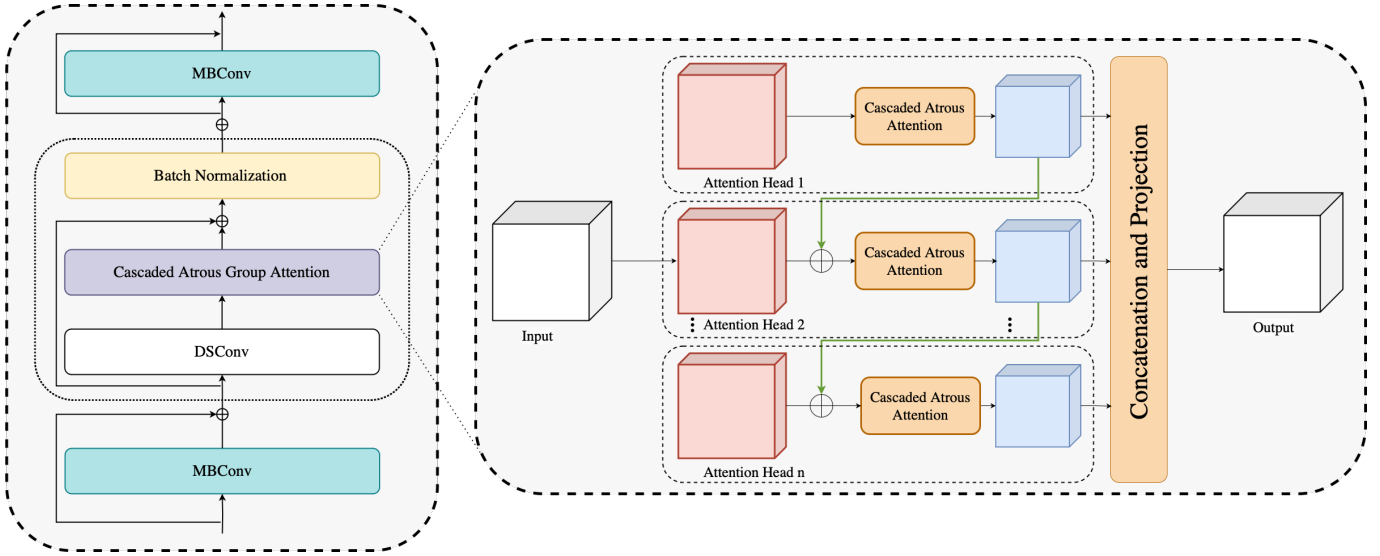 MBConv
Batch Normalization
Cascaded Atrous Group Attention
DSConv
MBConv
Input
Cascaded Atrous
Attention
Attention Head 1
Cascaded Atrous
Attention
Attention Head 2
Cascaded Atrous
Attention
Attention Head n
Concatenation and Projection
Output